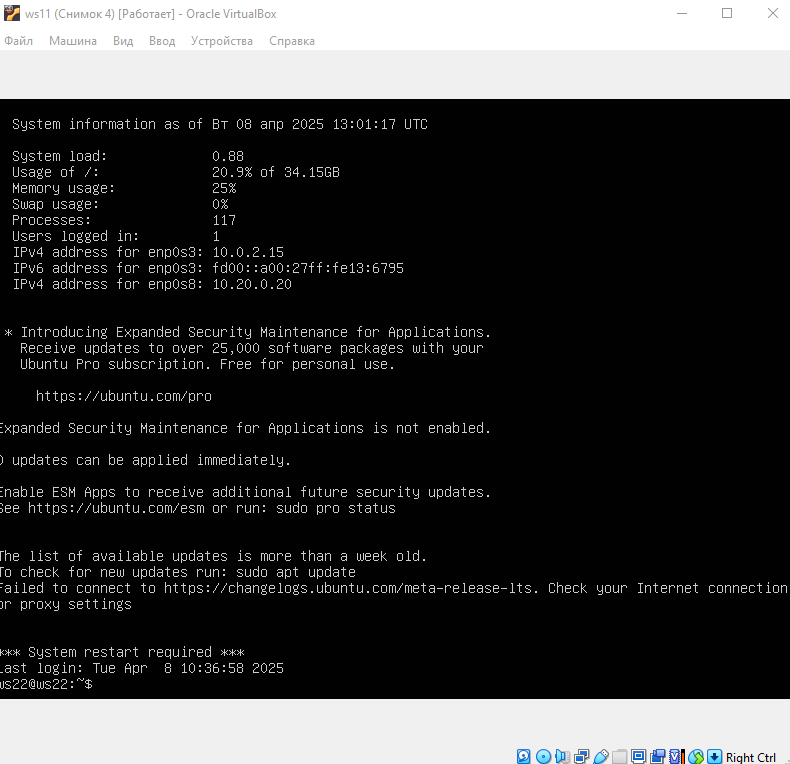 ws11 (Снимок 4) [Работает] - Oracle VirtualBox
Файл Машина Вид Ввод Устройства Справка
System information as of Вт 08 апр 2025 13:01:17 UTC
System load: 0.88
Usage of /: 20.9% of 34.15GB
Memory usage: 25%
Swap usage: 0%
Processes: 117
Users logged in: 1
IPv4 address for enp0s3: 10.0.2.15
IPv6 address for enp0s3: fd00::a00:27ff:fe13:6795
IPv4 address for enp0s8: 10.20.0.20
* Introducing Expanded Security Maintenance for Applications.
Receive updates to over 25,000 software packages with your
Ubuntu Pro subscription. Free for personal use.
https://ubuntu.com/pro
Expanded Security Maintenance for Applications is not enabled.
0 updates can be applied immediately.
Enable ESM Apps to receive additional future security updates.
See https://ubuntu.com/esm or run: sudo pro status
The list of available updates is more than a week old.
To check for new updates run: sudo apt update
Failed to connect to https://changelogs.ubuntu.com/meta-release-lts. Check your Internet connection
or proxy settings
*** System restart required ***
Last login: Tue Apr  8 10:36:58 2025
ws22@ws22:~$
Right Ctrl